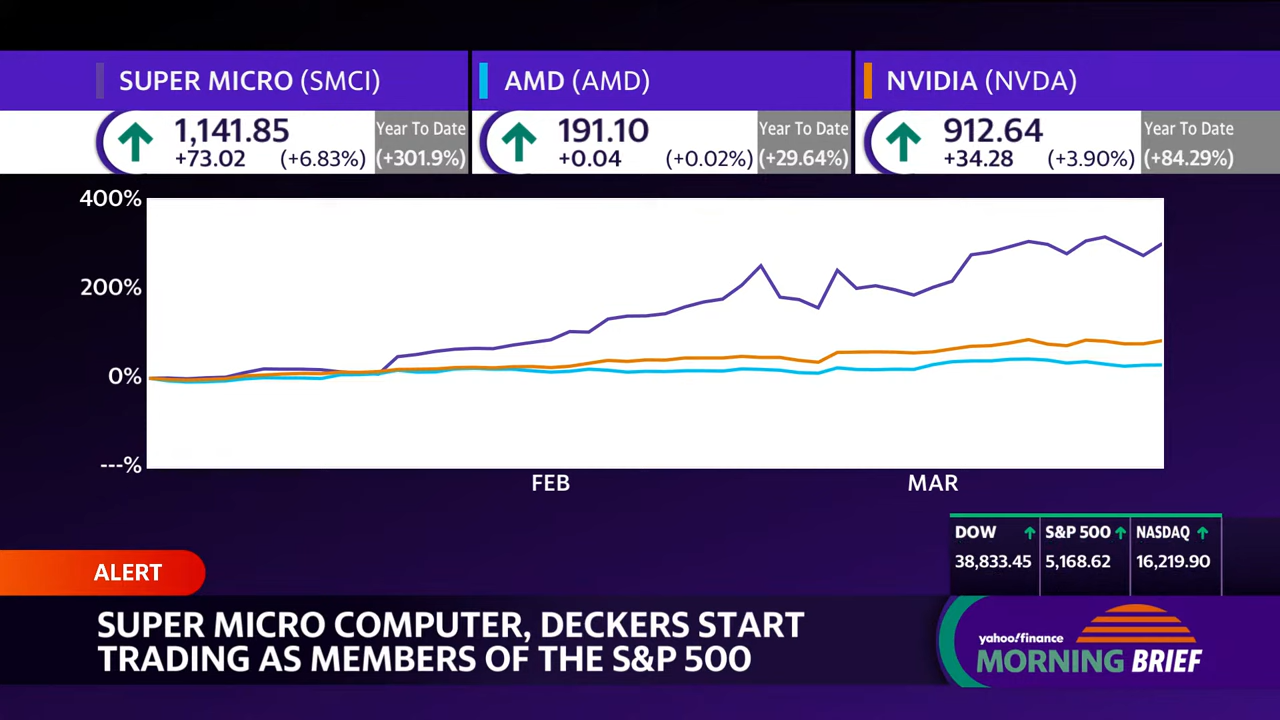 SUPER MICRO (SMCI)
1,141.85
+73.02 (+6.83%)
Year To Date
(+301.9%)
AMD (AMD)
191.10
+0.04 (+0.02%)
Year To Date
(+29.64%)
NVIDIA (NVDA)
912.64
+34.28 (+3.90%)
Year To Date
(+84.29%)
400%
200%
0%
---%
FEB MAR
DOW S&P 500 NASDAQ
38,833.45 5,168.62 16,219.90
ALERT
SUPER MICRO COMPUTER, DECKERS START
TRADING AS MEMBERS OF THE S&P 500
yahoo!finance
MORNING BRIEF